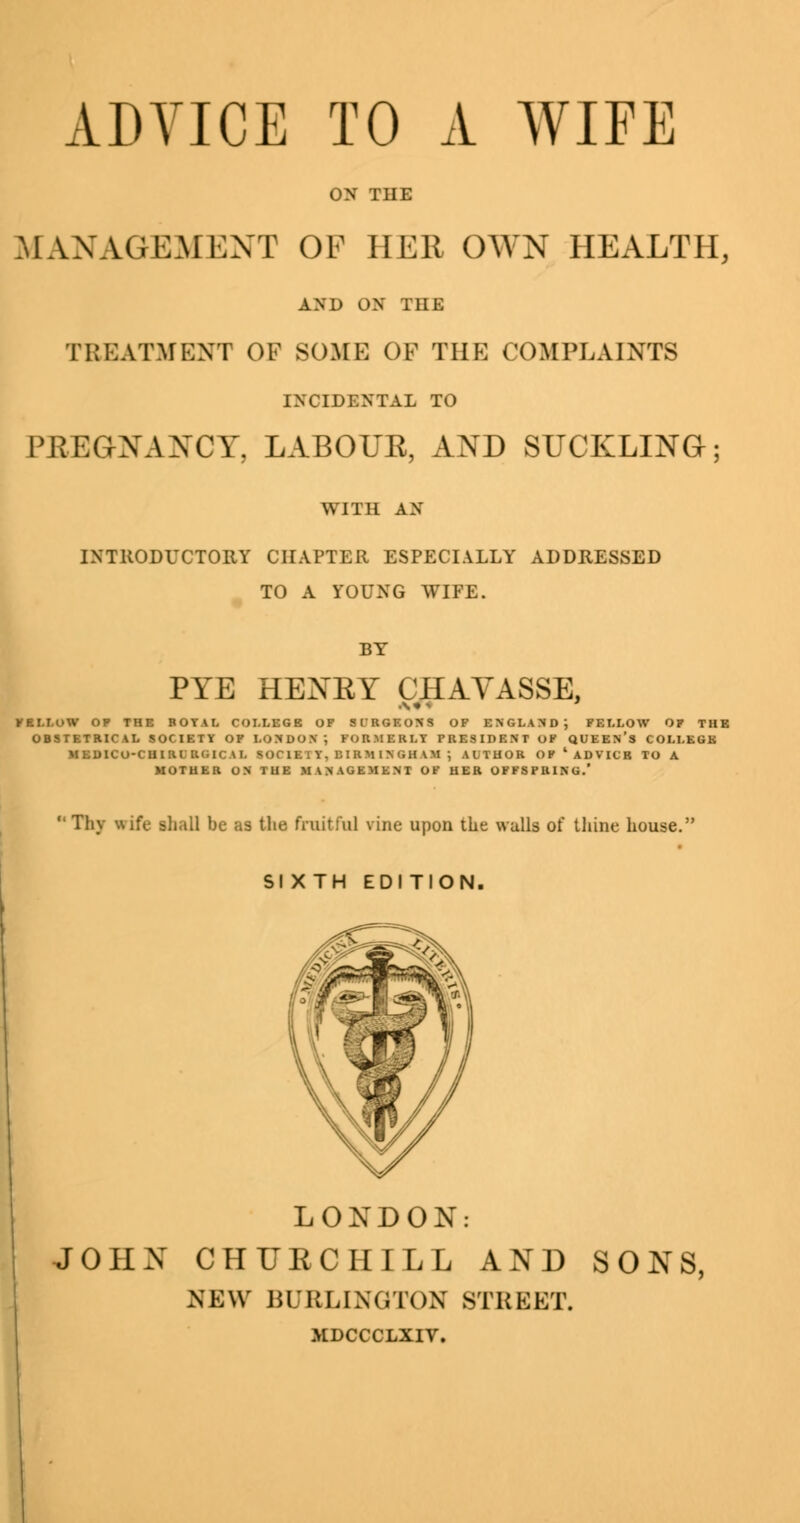 ADVICE TO A WIFE
ON THE
MANAGEMENT OF HER OWN HEALTH,
AND ON THE
TREATMENT OF SOME OF THE COMPLAINTS
INCIDENTAL TO
PREGNANCY, LABOUR, AND SUCKLING;
WITH AN
INTRODUCTORY CHAPTER ESPECIALLY ADDRESSED
TO A YOUNG WIFE.
BY
PYE HENRY CHAVASSE,
FELLOW OF THE ROYAL COLLEGE OF SURGEONS OF ENGLAND; FELLOW OF THE
OBSTETRICAL SOCIETY OF LONDON; FORMERLY PRESIDENT OF QUEEN'S COLLEGE
MEDICO-CHIRURGICAL SOCIETY, BIRMINGHAM; AUTHOR OF 'ADVICE TO A
MOTHER ON THE MANAGEMENT OF HER OFFSPRING.'
"Thy wife shall be as the fruitful vine upon the walls of thine house."
SIXTH EDITION.
MEDICINA LITERIS
LONDON:
JOHN CHURCHILL AND SONS,
NEW BURLINGTON STREET.
MDCCCLXIV.